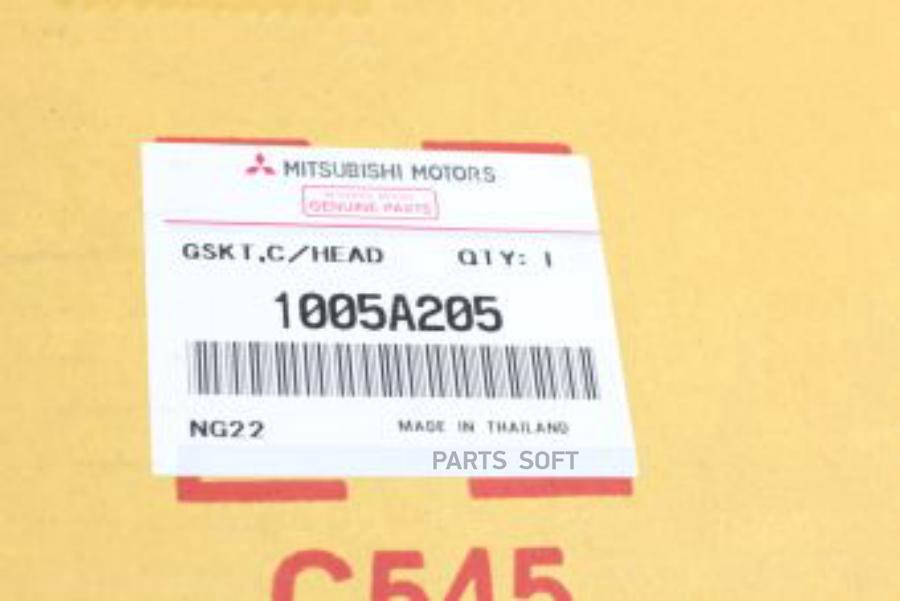 MITSUBISHI MOTORS
GENUINE PARTS
GSKT,C/HEAD QTY: 1
1005A205
NG22 MADE IN THAILAND
PARTS SOFT
C545